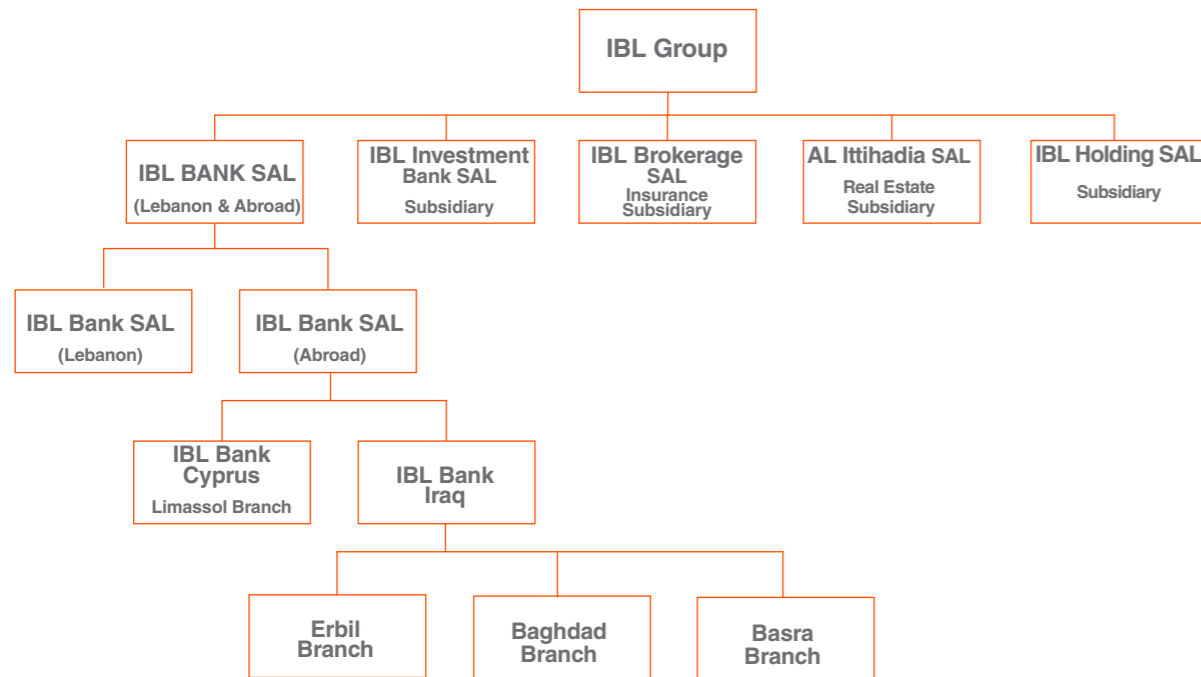 IBL Group
IBL BANK SAL
(Lebanon & Abroad)
IBL Investment
Bank SAL
Subsidiary
IBL Brokerage
SAL
Insurance
Subsidiary
AL Ittihadia SAL
Real Estate
Subsidiary
IBL Holding SAL
Subsidiary
IBL Bank SAL
(Lebanon)
IBL Bank SAL
(Abroad)
IBL Bank
Cyprus
Limassol Branch
IBL Bank
Iraq
Erbil
Branch
Baghdad
Branch
Basra
Branch